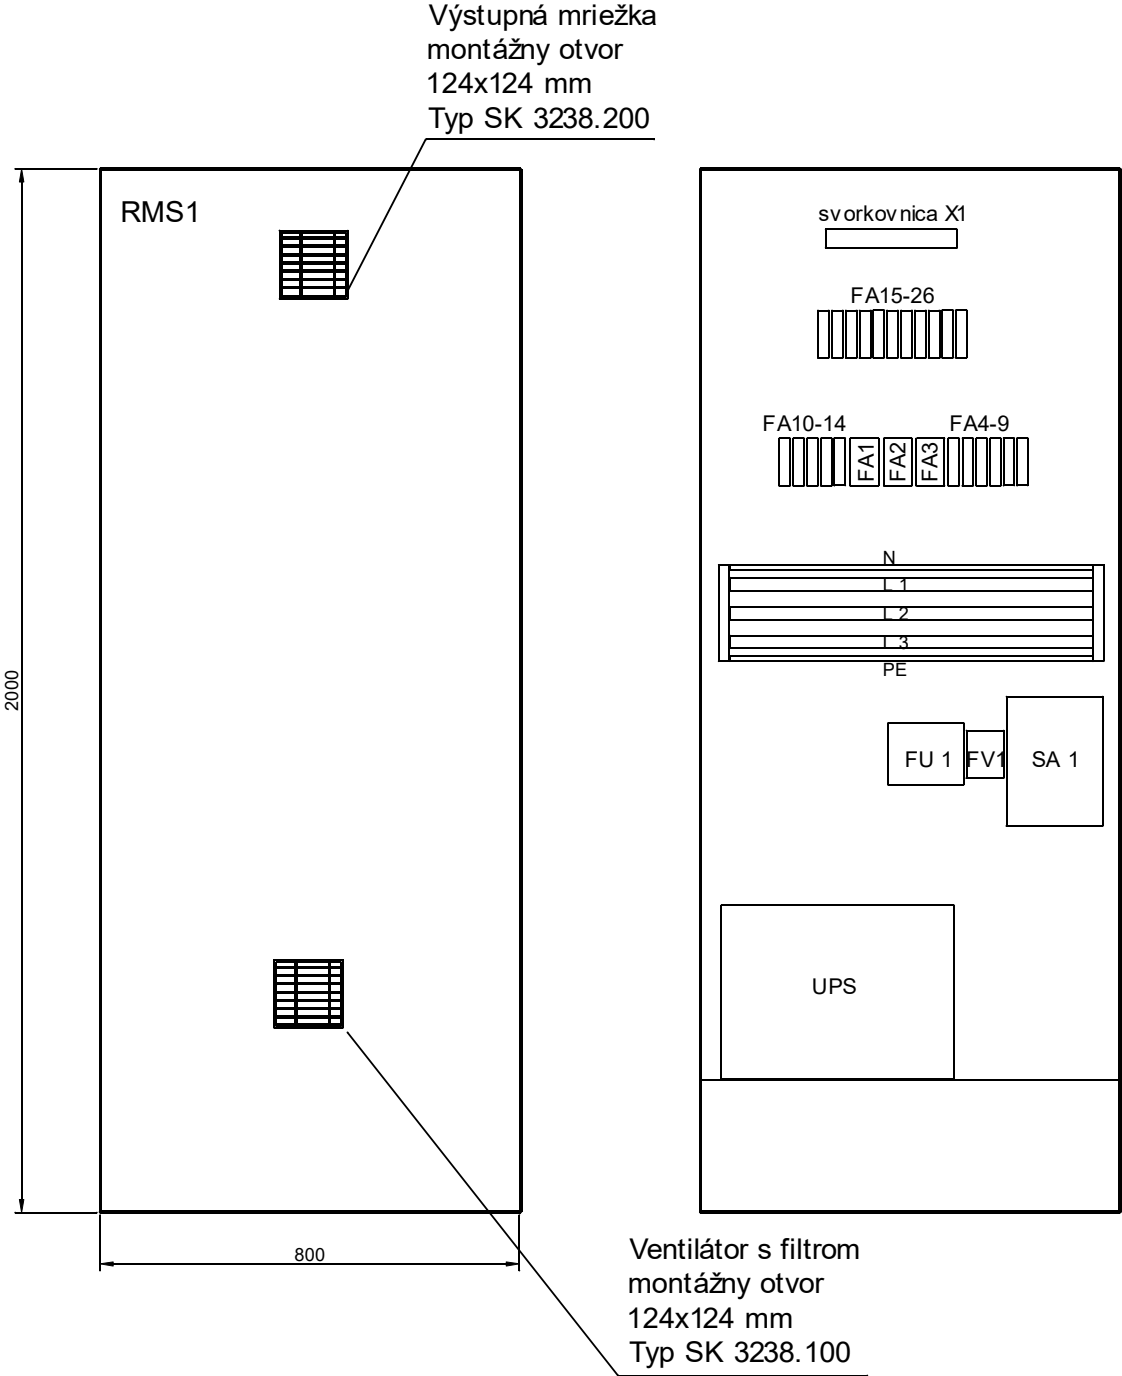 Výstupná mriežka
montážny otvor
124x124 mm
Typ SK 3238.200
RMS1
svorkovnica X1
FA15-26
FA10-14
FA4-9
FA1
FA2
FA3
N
L 1
L 2
L 3
PE
2000
FU 1
FV1
SA 1
UPS
800
Ventilátor s filtrom
montážny otvor
124x124 mm
Typ SK 3238.100